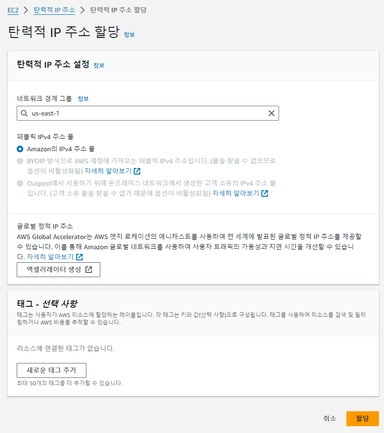 EC2 > 탄력적 IP 주소 > 탄력적 IP 주소 할당
탄력적 IP 주소 할당 정보
탄력적 IP 주소 설정 정보
네트워크 경계 그룹 정보
us-east-1
퍼블릭 IPv4 주소 풀
Amazon의 IPv4 주소 풀
BYOIP 방식으로 AWS 계정에 가져오는 퍼블릭 IPv4 주소입니다. (풀을 찾을 수 없으므로
옵션이 비활성화됨) 자세히 알아보기
Outpost에서 사용하기 위해 온프레미스 네트워크에서 생성한 고객 소유의 IPv4 주소 풀
입니다. (고객 소유 풀을 찾을 수 없기 때문에 옵션이 비활성화됨) 자세히 알아보기
글로벌 정적 IP 주소
AWS Global Accelerator는 AWS 엣지 로케이션의 애니캐스트를 사용하여 전 세계에 발표된 글로벌 정적 IP 주소를 제공할
수 있습니다. 이를 통해 Amazon 글로벌 네트워크를 사용하여 사용자 트래픽의 가용성과 지연 시간을 개선할 수 있습니
다. 자세히 알아보기
액셀러레이터 생성
태그 - 선택 사항
태그는 사용자가 AWS 리소스에 할당하는 레이블입니다. 각 태그는 키와 값(선택 사항)으로 구성됩니다. 태그를 사용하여 리소스를 검색 및 필
터링하거나 AWS 비용을 추적할 수 있습니다.
리소스에 연결된 태그가 없습니다.
새로운 태그 추가
최대 50개의 태그를 더 추가할 수 있습니다.
취소 할당